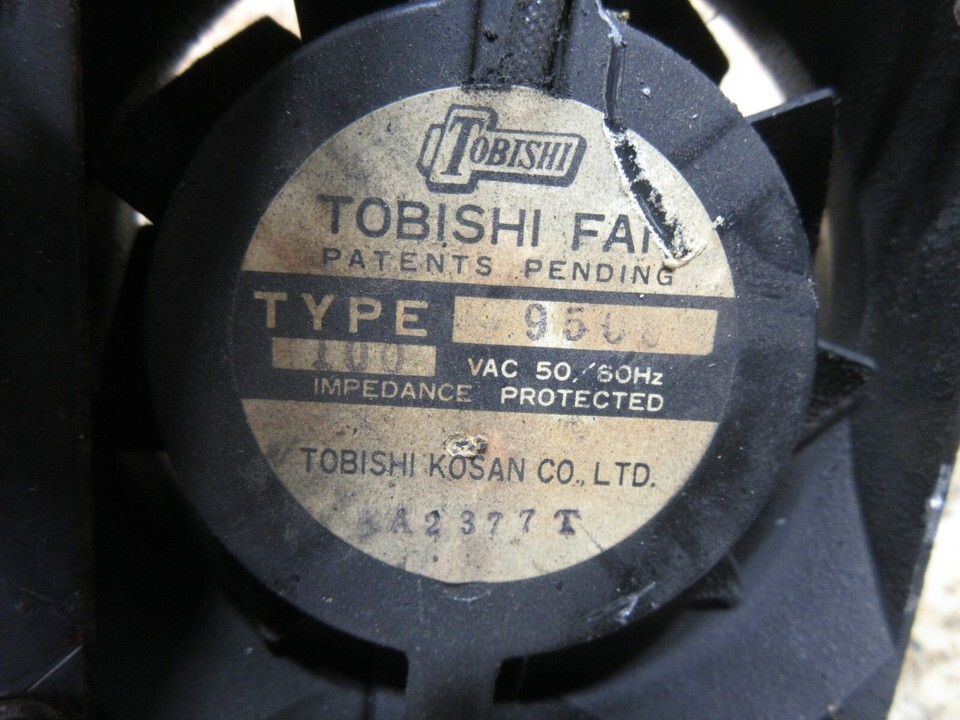 TOBISHI
TOBISHI FAN
PATENTS PENDING
TYPE
100 VAC 50/60Hz
IMPEDANCE PROTECTED
TOBISHI KOSAN CO., LTD.
A2377T